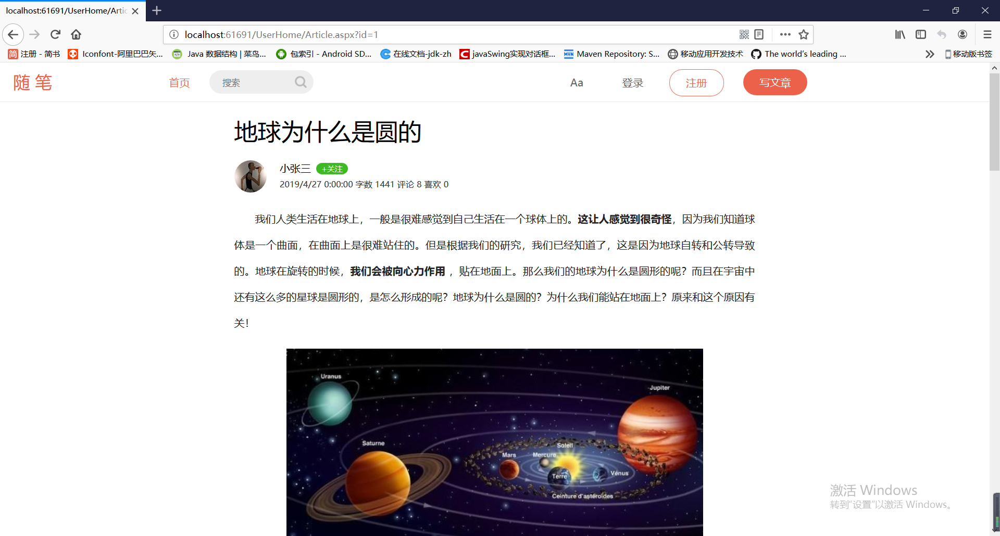 localhost:61691/UserHome/Artic
localhost:61691/UserHome/Article.aspx?id=1
简 注册 - 简书 Iconfont-阿里巴巴矢... Java 数据结构 | 菜鸟... 包索引 - Android SD... 在线文档-jdk-zh javaSwing实现对话框... MVN Maven Repository: S... 移动应用开发技术 The world's leading ... 移动版书签
随 笔 首页 搜索 Aa 登录 注册 写文章
地球为什么是圆的
小张三 +关注
2019/4/27 0:00:00 字数 1441 评论 8 喜欢 0
我们人类生活在地球上，一般是很难感觉到自己生活在一个球体上的。这让人感觉到很奇怪，因为我们知道球
体是一个曲面，在曲面上是很难站住的。但是根据我们的研究，我们已经知道了，这是因为地球自转和公转导致
的。地球在旋转的时候，我们会被向心力作用 ，贴在地面上。那么我们的地球为什么是圆形的呢？而且在宇宙中
还有这么多的星球是圆形的，是怎么形成的呢？地球为什么是圆的？为什么我们能站在地面上？原来和这个原因有
关！
Uranus
Jupiter
Saturne
Soleil
Mars
Mercure
Terre
Vénus
Ceinture d'astéroïdes
激活 Windows
转到"设置"以激活 Windows。